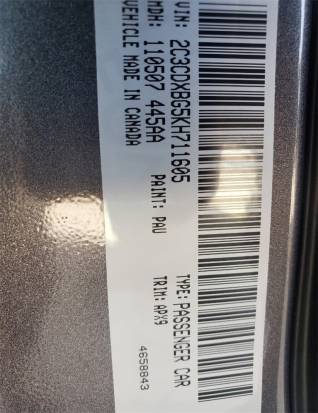 VIN: 2C3CDXBG5KH711605
TYPE: PASSENGER CAR
MDH: 110507 445AA
PAINT: PAU
TRIM: APX9
VEHICLE MADE IN CANADA
4658843